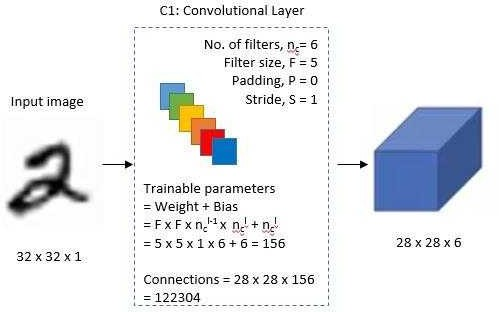 C1: Convolutional Layer
No. of filters, nc = 6
Filter size, F = 5
Padding, P = 0
Stride, S = 1
Input image
2
32 x 32 x 1
Trainable parameters
= Weight + Bias
= F x F x nc^l-1 x nc^l + nc^l
= 5 x 5 x 1 x 6 + 6 = 156
Connections = 28 x 28 x 156
= 122304
28 x 28 x 6